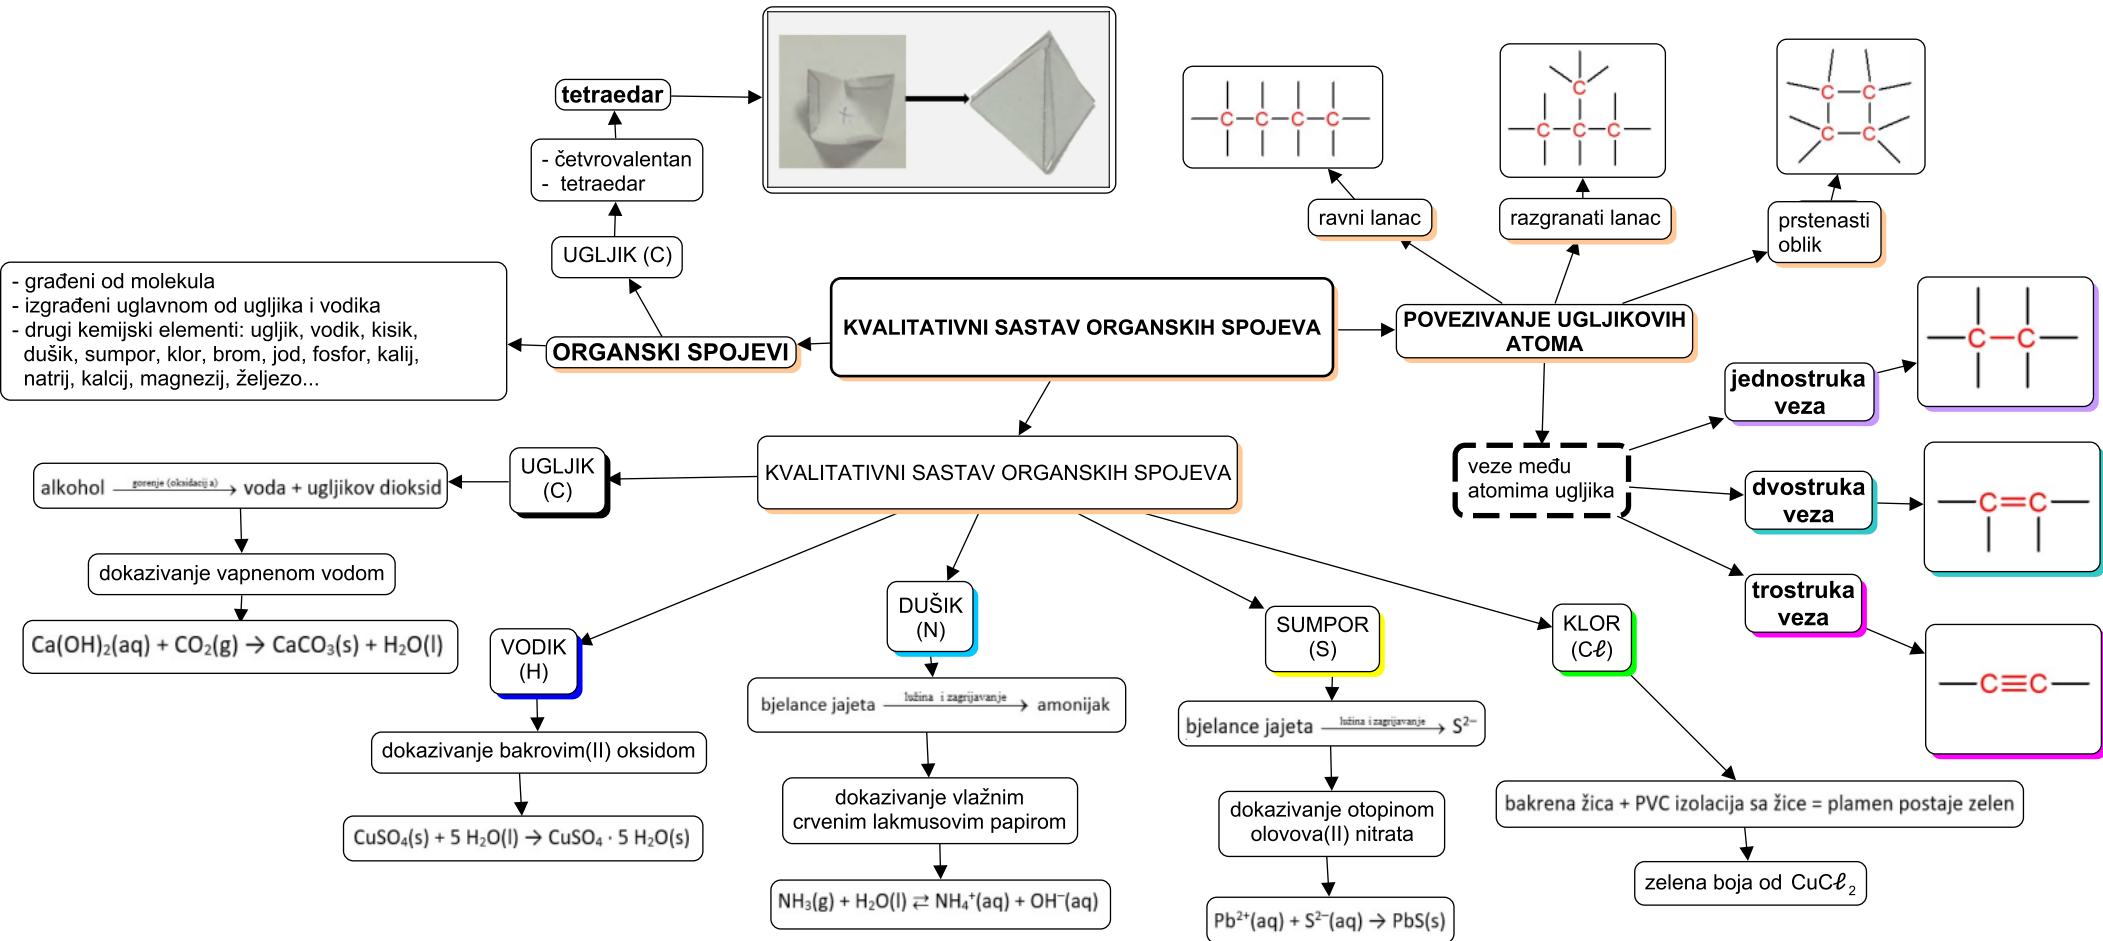 tetraedar
- četvrovalentan
- tetraedar
UGLJIK (C)
- građeni od molekula
- izgrađeni uglavnom od ugljika i vodika
- drugi kemijski elementi: ugljik, vodik, kisik,
dušik, sumpor, klor, brom, jod, fosfor, kalij,
natrij, kalcij, magnezij, željezo...
ORGANSKI SPOJEVI
KVALITATIVNI SASTAV ORGANSKIH SPOJEVA
POVEZIVANJE UGLJIKOVIH
ATOMA
ravni lanac
razgranati lanac
prstenasti
oblik
C C C C
C
C C C
C C
C C
veze među
atomima ugljika
jednostruka
veza
C–C
dvostruka
veza
C=C
trostruka
veza
C≡C
KVALITATIVNI SASTAV ORGANSKIH SPOJEVA
UGLJIK
(C)
alkohol gorenje (oksidacija) → voda + ugljikov dioksid
dokazivanje vapnenom vodom
Ca(OH)₂(aq) + CO₂(g) → CaCO₃(s) + H₂O(l)
VODIK
(H)
dokazivanje bakrovim(II) oksidom
CuSO₄(s) + 5 H₂O(l) → CuSO₄ · 5 H₂O(s)
DUŠIK
(N)
bjelance jajeta lužina i zagrijavanje → amonijak
dokazivanje vlažnim
crvenim lakmusovim papirom
NH₃(g) + H₂O(l) ⇄ NH₄⁺(aq) + OH⁻(aq)
SUMPOR
(S)
bjelance jajeta lužina i zagrijavanje → S²⁻
dokazivanje otopinom
olovova(II) nitrata
Pb²⁺(aq) + S²⁻(aq) → PbS(s)
KLOR
(Cℓ)
bakrena žica + PVC izolacija sa žice = plamen postaje zelen
zelena boja od CuCℓ₂